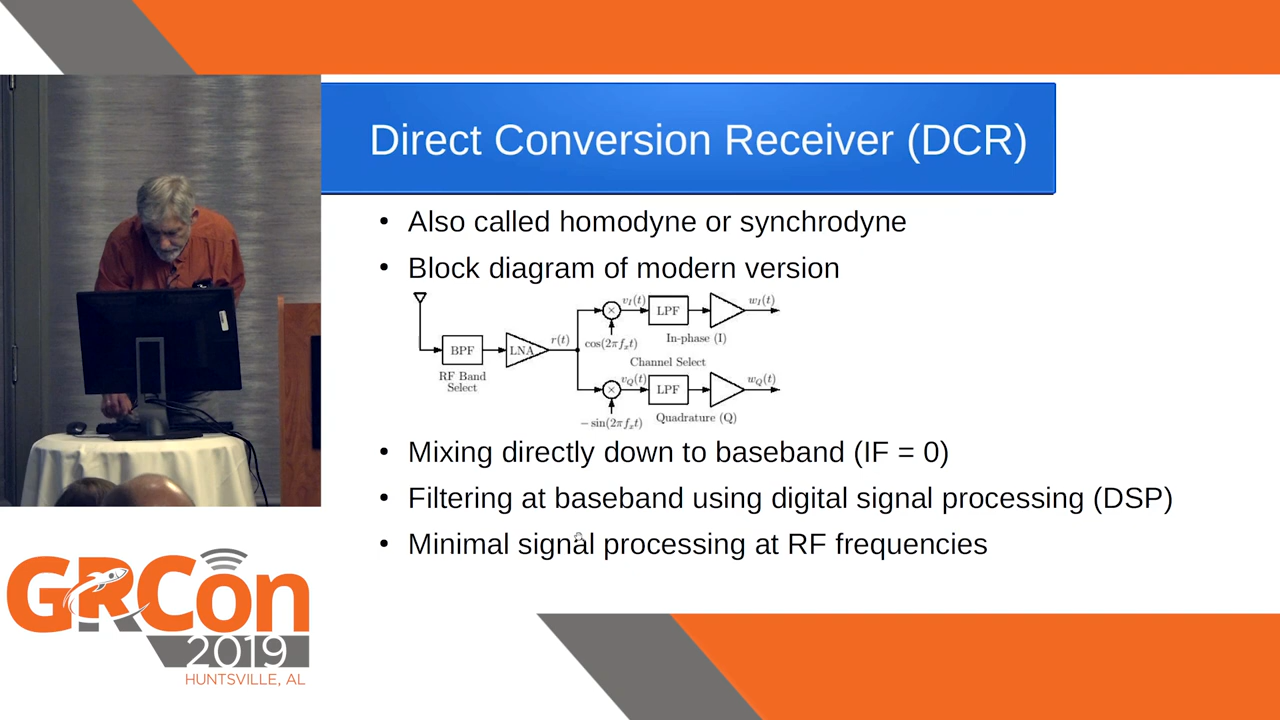 Direct Conversion Receiver (DCR)
• Also called homodyne or synchrodyne
• Block diagram of modern version
BPF
RF Band
Select
LNA
r(t)
×
cos(2πfₓt)
v_I(t)
LPF
w_I(t)
In-phase (I)
Channel Select
×
−sin(2πfₓt)
v_Q(t)
LPF
w_Q(t)
Quadrature (Q)
• Mixing directly down to baseband (IF = 0)
• Filtering at baseband using digital signal processing (DSP)
• Minimal signal processing at RF frequencies
GRCon
2019
HUNTSVILLE, AL